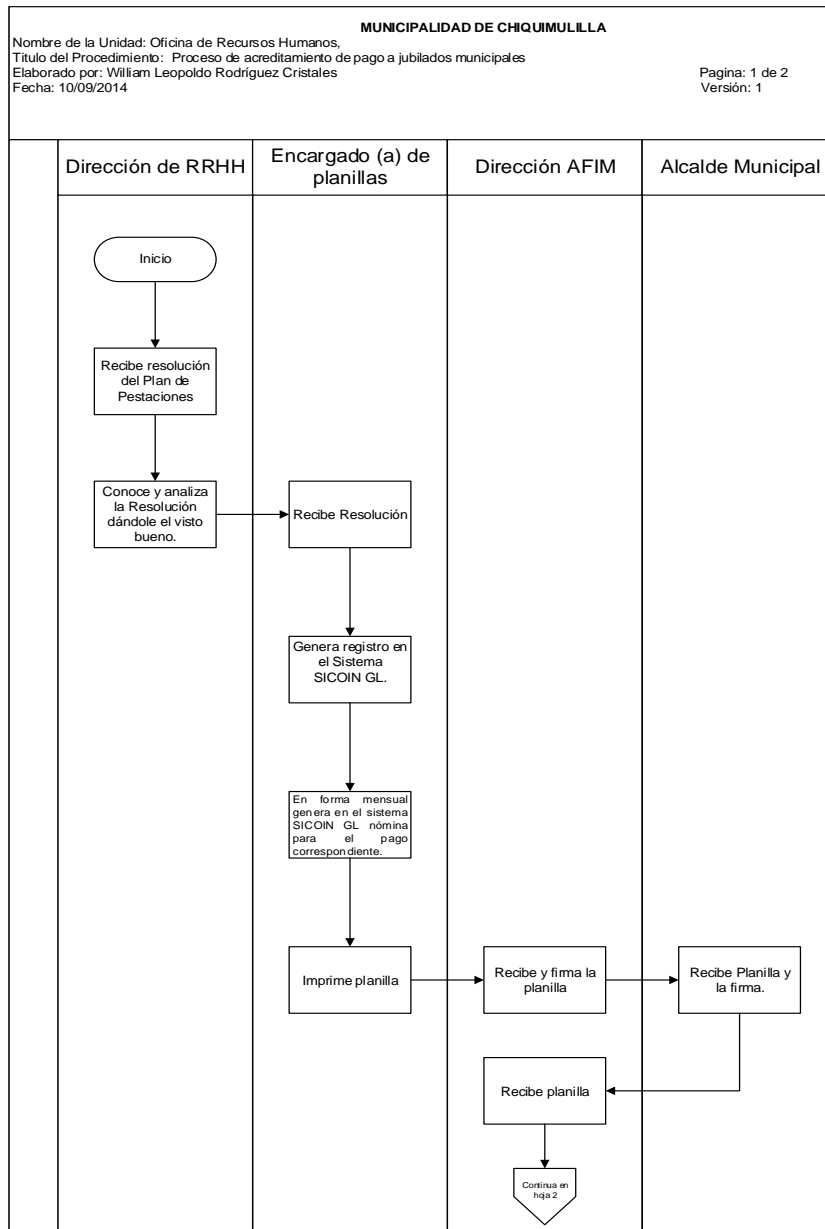 MUNICIPALIDAD DE CHIQUIMULILLA
Nombre de la Unidad: Oficina de Recursos Humanos,
Titulo del Procedimiento: Proceso de acreditamiento de pago a jubilados municipales
Elaborado por: William Leopoldo Rodríguez Cristales
Pagina: 1 de 2
Fecha: 10/09/2014
Versión: 1
Dirección de RRHH
Encargado (a) de
planillas
Dirección AFIM
Alcalde Municipal
Inicio
Recibe resolución
del Plan de
Pestaciones
Conoce y analiza
la Resolución
dándole el visto
bueno.
Recibe Resolución
Genera registro en
el Sistema
SICOIN GL.
En forma mensual
genera en el sistema
SICOIN GL nómina
para el pago
correspondiente.
Imprime planilla
Recibe y firma la
planilla
Recibe Planilla y
la firma.
Recibe planilla
Continua en
hoja 2